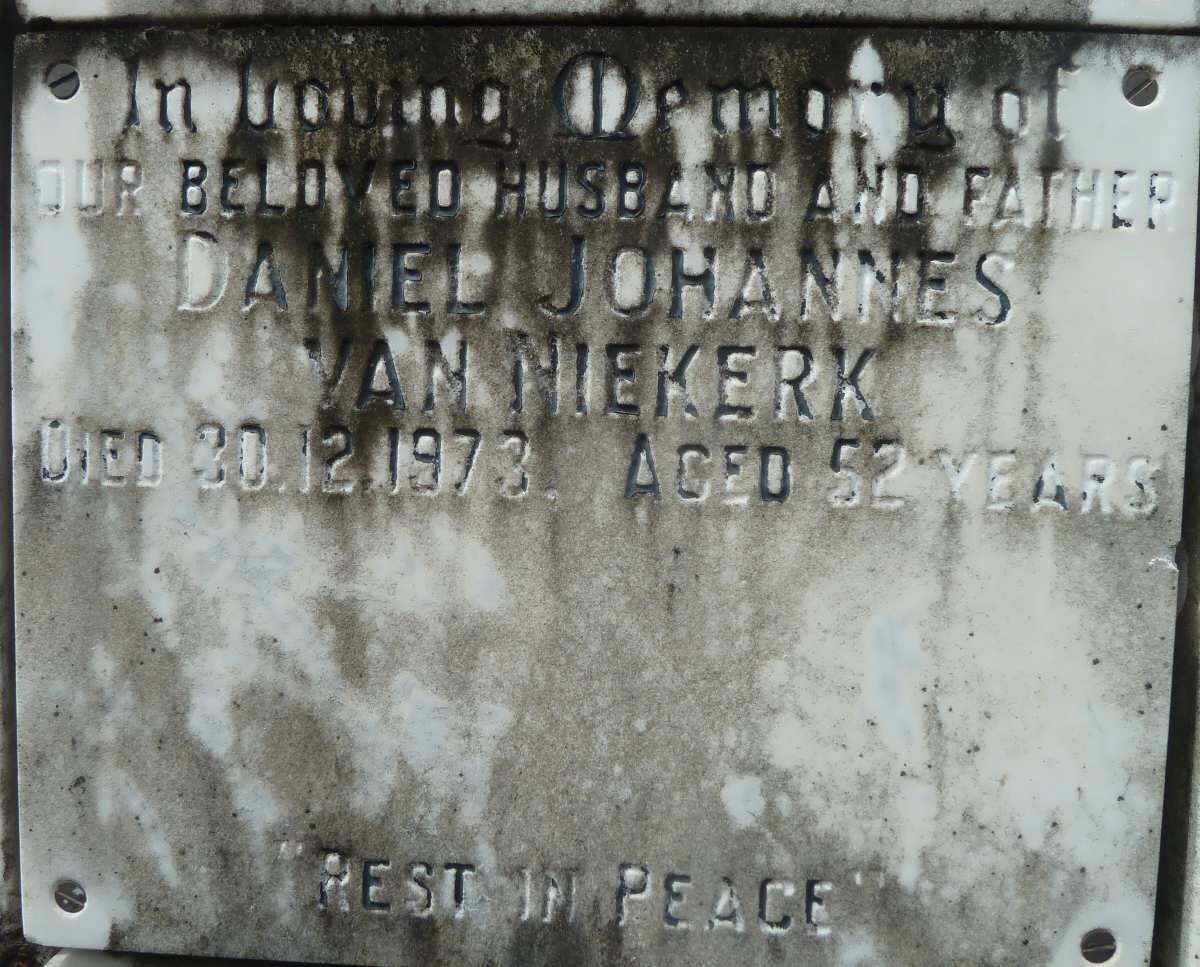 In Loving Memory of
OUR BELOVED HUSBAND AND FATHER
DANIEL JOHANNES
VAN NIEKERK
DIED 30.12.1973. AGED 52 YEARS
"REST IN PEACE"